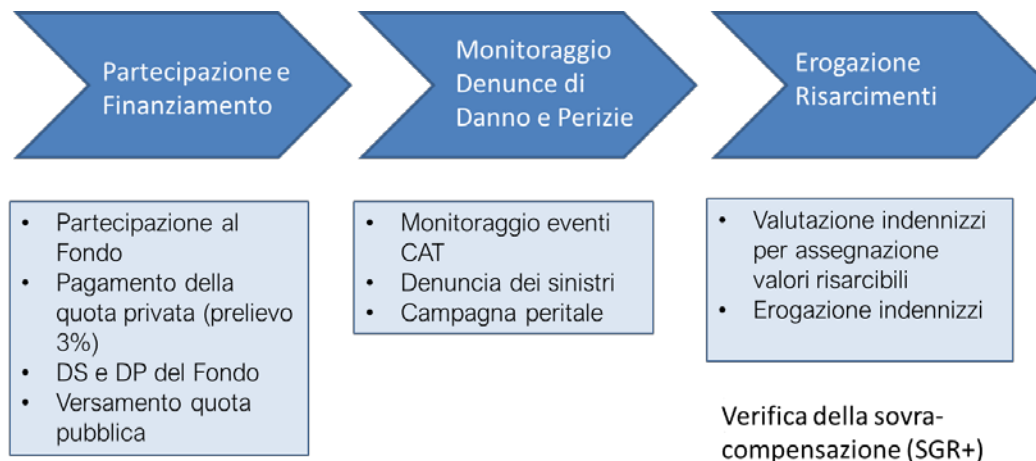 Partecipazione e
Finanziamento
Monitoraggio
Denunce di
Danno e Perizie
Erogazione
Risarcimenti
• Partecipazione al
Fondo
• Pagamento della
quota privata (prelievo
3%)
• DS e DP del Fondo
• Versamento quota
pubblica
• Monitoraggio eventi
CAT
• Denuncia dei sinistri
• Campagna peritale
• Valutazione indennizzi
per assegnazione
valori risarcibili
• Erogazione indennizzi
Verifica della sovra-
compensazione (SGR+)